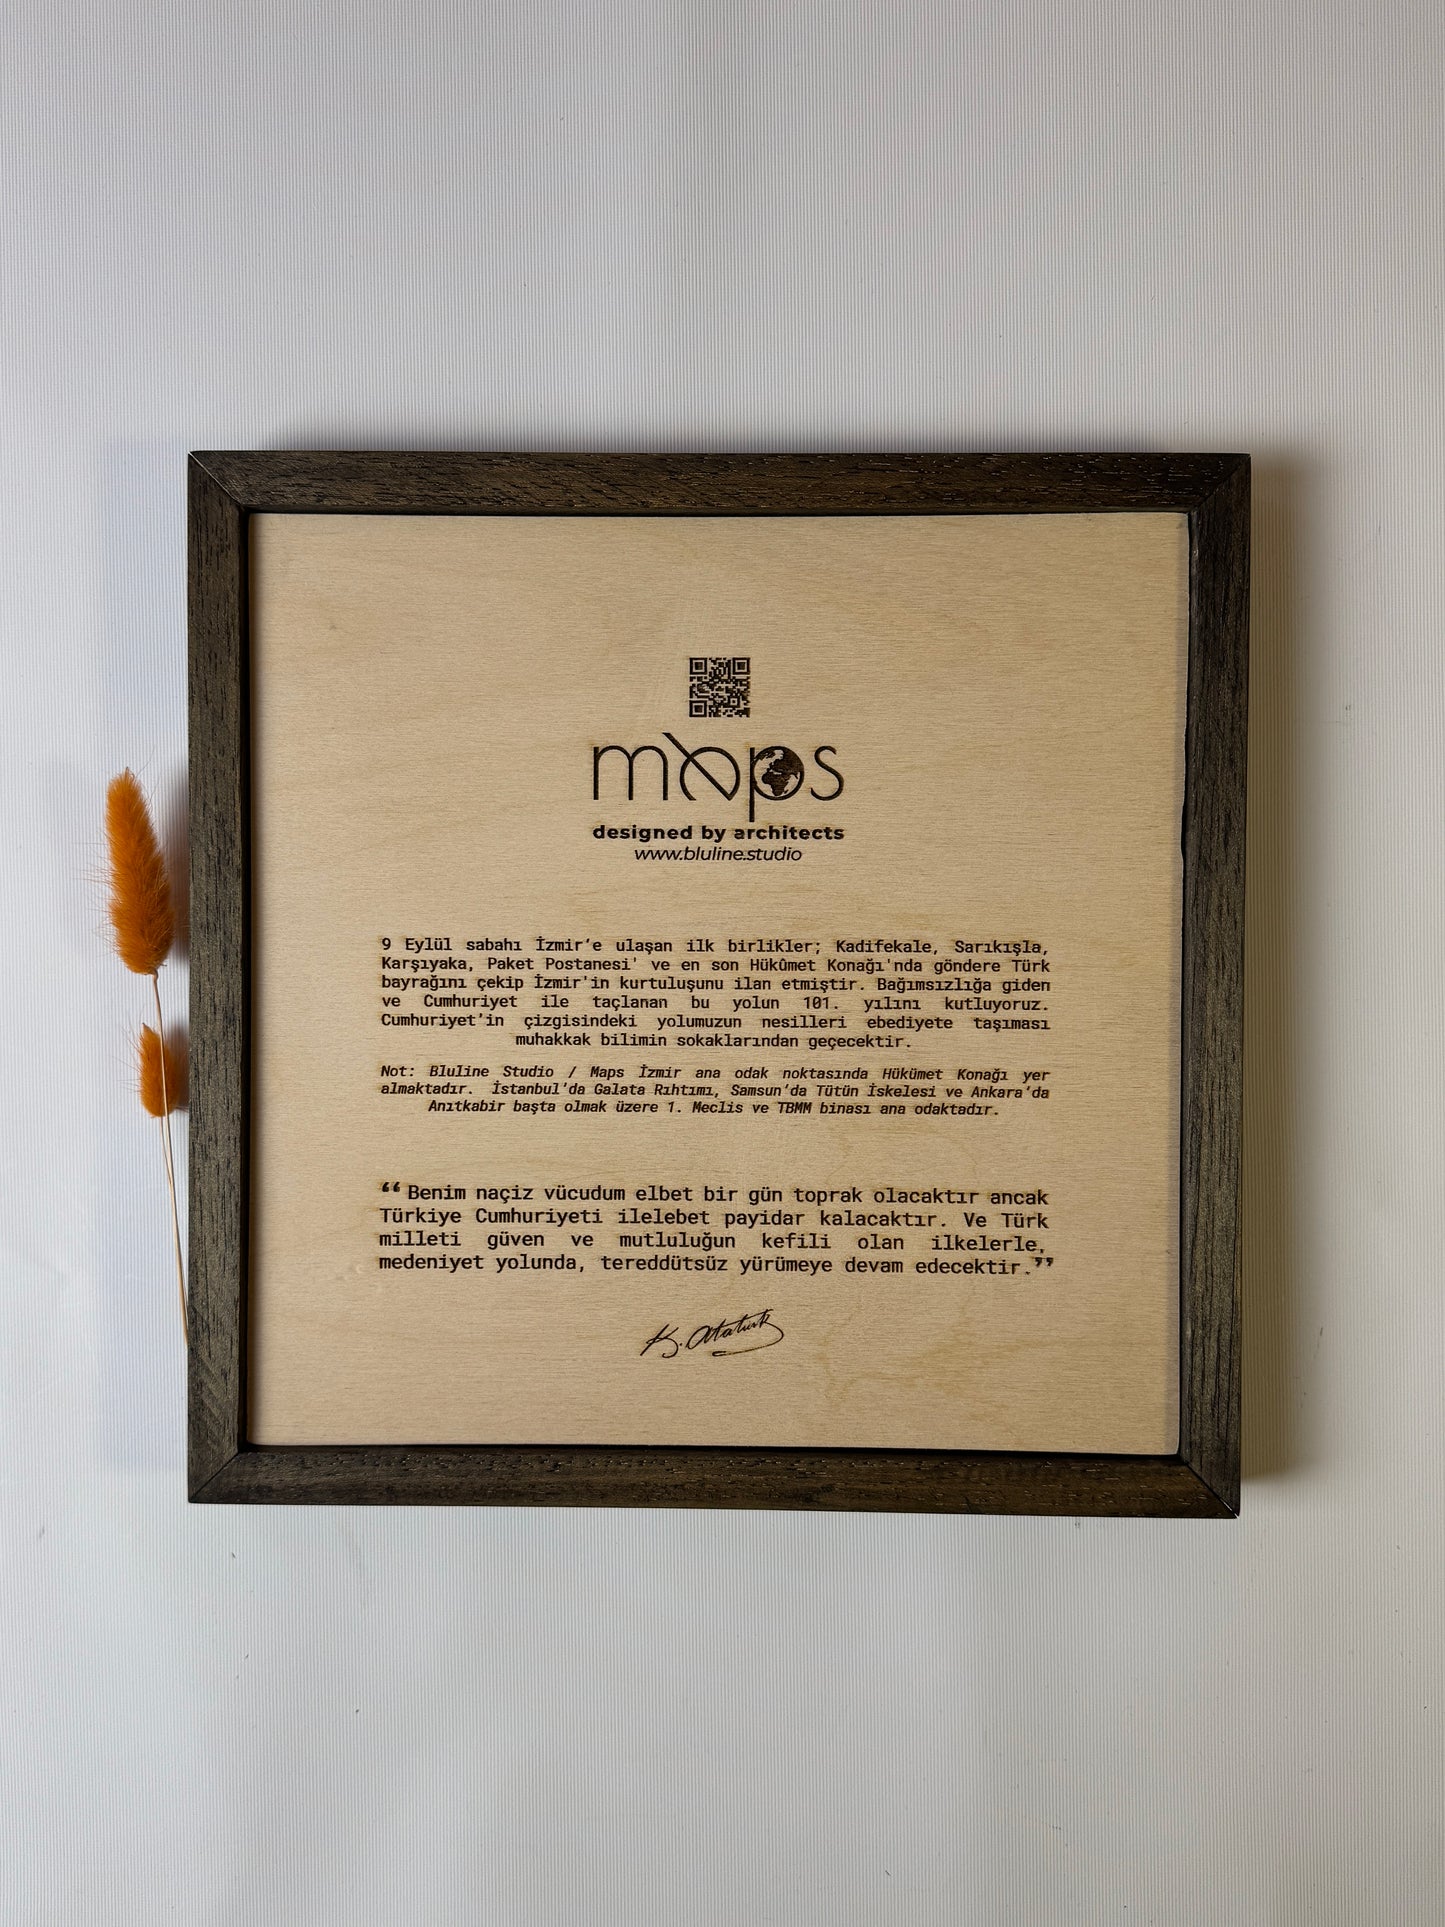 maps
designed by architects
www.bluline.studio
9 Eylül sabahı İzmir'e ulaşan ilk birlikler; Kadifekale, Sarıkışla,
Karşıyaka, Paket Postanesi' ve en son Hükûmet Konağı'nda göndere Türk
bayrağını çekip İzmir'in kurtuluşunu ilan etmiştir. Bağımsızlığa giden
ve Cumhuriyet ile taçlanan bu yolun 101. yılını kutluyoruz.
Cumhuriyet'in çizgisindeki yolumuzun nesilleri ebediyete taşıması
muhakkak bilimin sokaklarından geçecektir.
Not: Bluline Studio / Maps İzmir ana odak noktasında Hükümet Konağı yer
almaktadır. İstanbul'da Galata Rıhtımı, Samsun'da Tütün İskelesi ve Ankara'da
Anıtkabir başta olmak üzere 1. Meclis ve TBMM binası ana odaktadır.
“Benim naçiz vücudum elbet bir gün toprak olacaktır ancak
Türkiye Cumhuriyeti ilelebet payidar kalacaktır. Ve Türk
milleti güven ve mutluluğun kefili olan ilkelerle,
medeniyet yolunda, tereddütsüz yürümeye devam edecektir.”
K. Atatürk